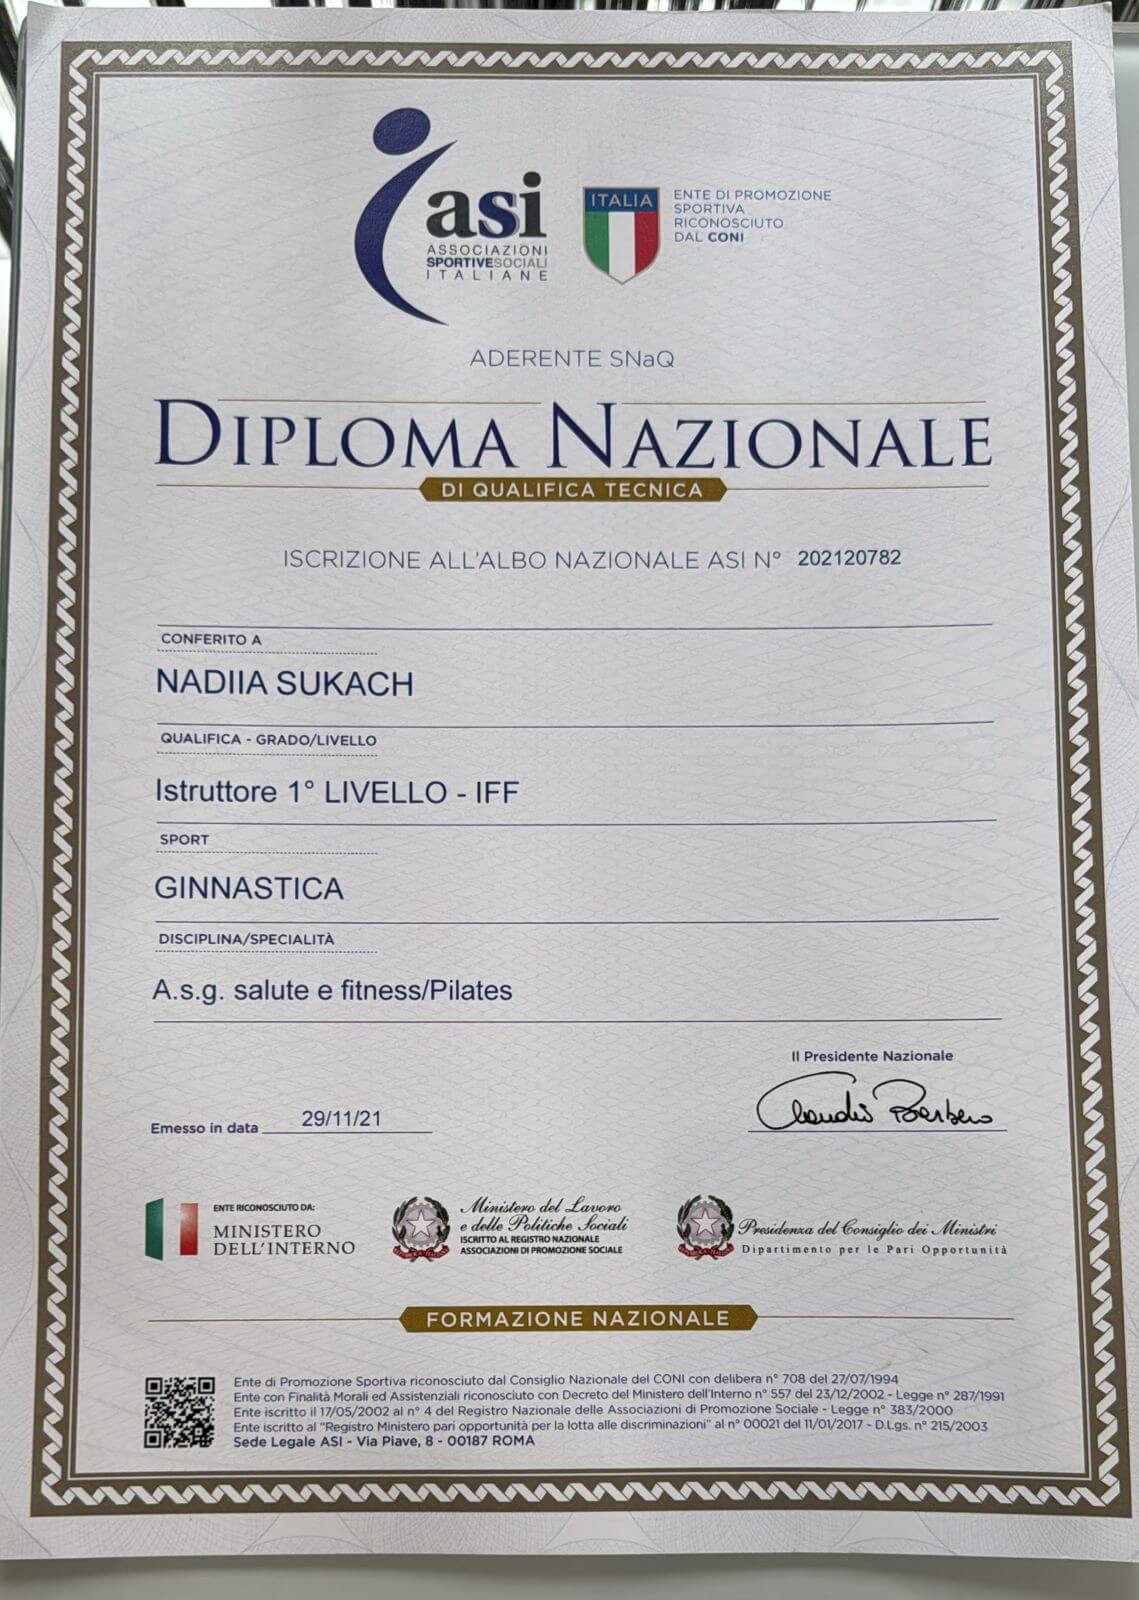 asi
ASSOCIAZIONI
SPORTIVESOCIALI
ITALIANE
ITALIA
ENTE DI PROMOZIONE
SPORTIVA
RICONOSCIUTO
DAL CONI
ADERENTE SNaQ
DIPLOMA NAZIONALE
DI QUALIFICA TECNICA
ISCRIZIONE ALL'ALBO NAZIONALE ASI N° 202120782
CONFERITO A
NADIIA SUKACH
QUALIFICA - GRADO/LIVELLO
Istruttore 1° LIVELLO - IFF
SPORT
GINNASTICA
DISCIPLINA/SPECIALITÀ
A.s.g. salute e fitness/Pilates
Il Presidente Nazionale
Claudio Barbaro
Emesso in data 29/11/21
ENTE RICONOSCIUTO DA:
MINISTERO
DELL'INTERNO
Ministero del Lavoro
e delle Politiche Sociali
ISCRITTO AL REGISTRO NAZIONALE
ASSOCIAZIONI DI PROMOZIONE SOCIALE
Presidenza del Consiglio dei Ministri
Dipartimento per le Pari Opportunità
FORMAZIONE NAZIONALE
Ente di Promozione Sportiva riconosciuto dal Consiglio Nazionale del CONI con delibera n° 708 del 27/07/1994
Ente con Finalità Morali ed Assistenziali riconosciuto con Decreto del Ministero dell'Interno n° 557 del 23/12/2002 - Legge n° 287/1991
Ente iscritto il 17/05/2002 al n° 4 del Registro Nazionale delle Associazioni di Promozione Sociale - Legge n° 383/2000
Ente iscritto al "Registro Ministero pari opportunità per la lotta alle discriminazioni" al n° 00021 del 11/01/2017 - D.Lgs. n° 215/2003
Sede Legale ASI - Via Piave, 8 - 00187 ROMA